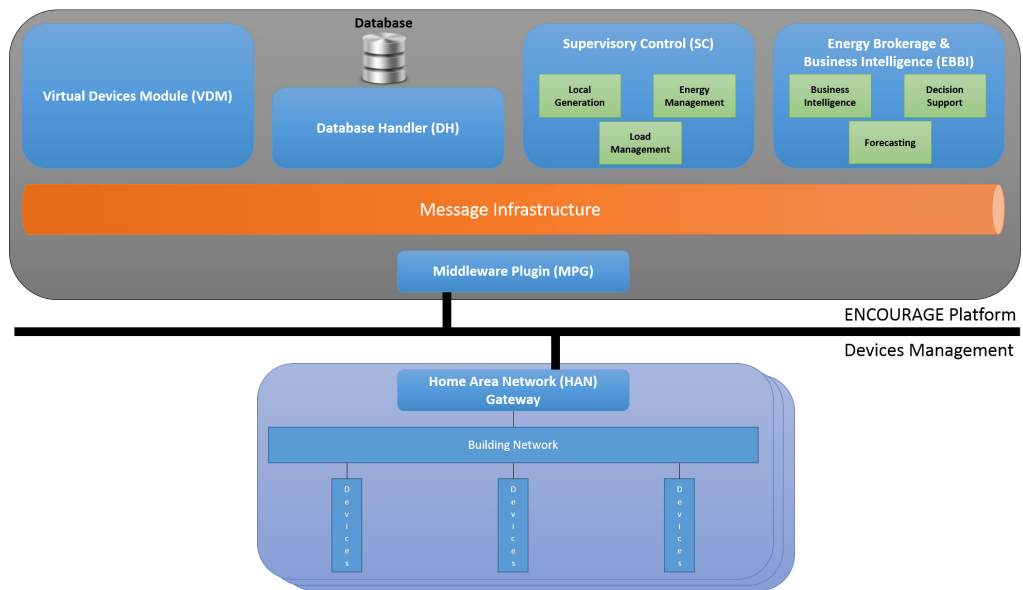 Database
Virtual Devices Module (VDM)
Database Handler (DH)
Supervisory Control (SC)
Local
Generation
Energy
Management
Load
Management
Energy Brokerage &
Business Intelligence (EBBI)
Business
Intelligence
Decision
Support
Forecasting
Message Infrastructure
Middleware Plugin (MPG)
ENCOURAGE Platform
Devices Management
Home Area Network (HAN)
Gateway
Building Network
Devices
Devices
Devices